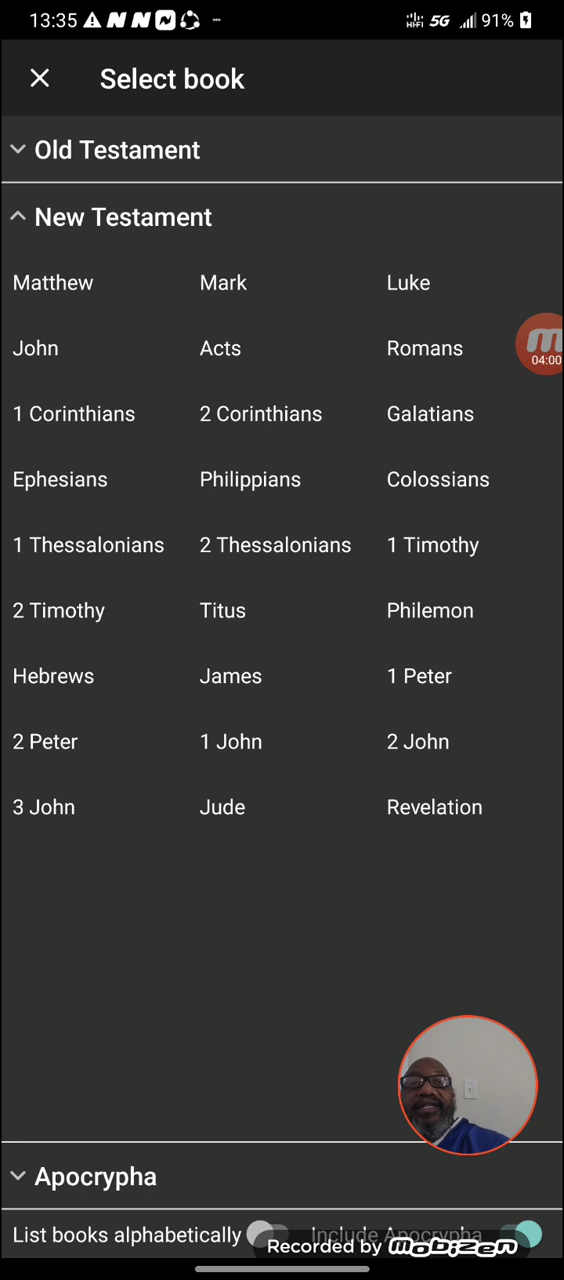 13:35 HiFi 5G 91%
Select book
Old Testament
New Testament
Matthew Mark Luke
John Acts Romans
04:00
1 Corinthians 2 Corinthians Galatians
Ephesians Philippians Colossians
1 Thessalonians 2 Thessalonians 1 Timothy
2 Timothy Titus Philemon
Hebrews James 1 Peter
2 Peter 1 John 2 John
3 John Jude Revelation
Apocrypha
List books alphabetically Include Apocrypha
Recorded by mobizen